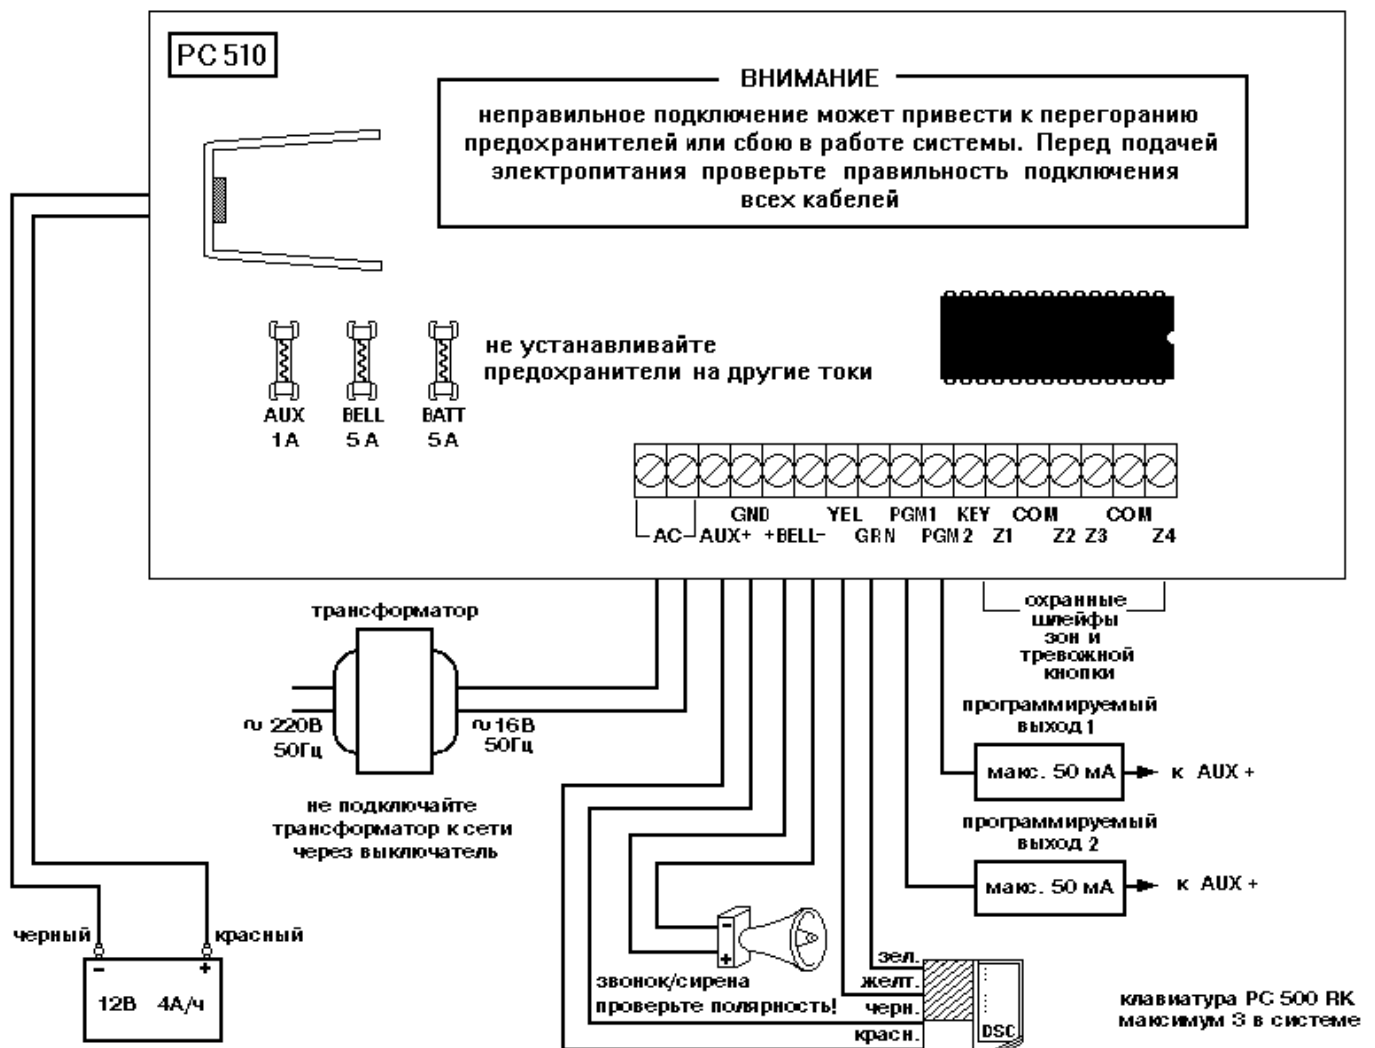 PC 510
ВНИМАНИЕ
неправильное подключение может привести к перегоранию
предохранителей или сбою в работе системы. Перед подачей
электропитания проверьте правильность подключения
всех кабелей
не устанавливайте
предохранители на другие токи
AUX BELL BATT
1 A 5 A 5 A
GND YEL PGM1 KEY COM COM
AC AUX+ +BELL- GRN PGM2 Z1 Z2 Z3 Z4
охранные
шлейфы
зон и
тревожной
кнопки
трансформатор
~ 220В
50Гц
~ 16В
50Гц
не подключайте
трансформатор к сети
через выключатель
программируемый
выход 1
макс. 50 мА к AUX +
программируемый
выход 2
макс. 50 мА к AUX +
черный красный
- +
12В 4А/ч
-
+
звонок/сирена
проверьте полярность!
зел.
желт.
черн.
красн.
DSC
клавиатура PC 500 RK
максимум 3 в системе